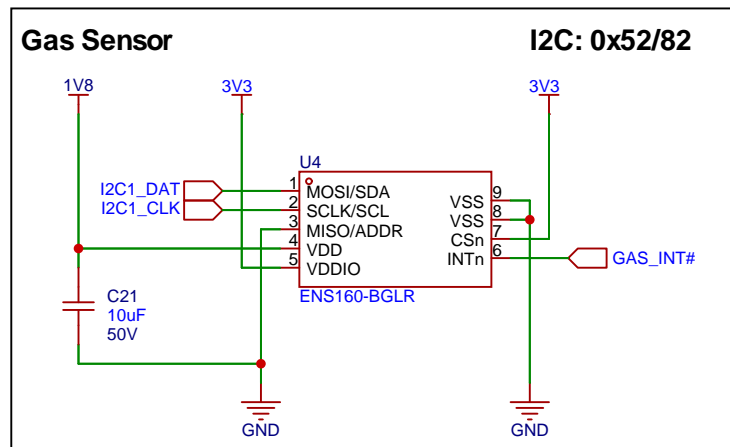 Gas Sensor
I2C: 0x52/82
1V8
3V3
3V3
U4
I2C1_DAT
I2C1_CLK
1 MOSI/SDA
2 SCLK/SCL
3 MISO/ADDR
4 VDD
5 VDDIO
VSS 9
VSS 8
CSn 7
INTn 6
GAS_INT#
ENS160-BGLR
C21
10uF
50V
GND
GND